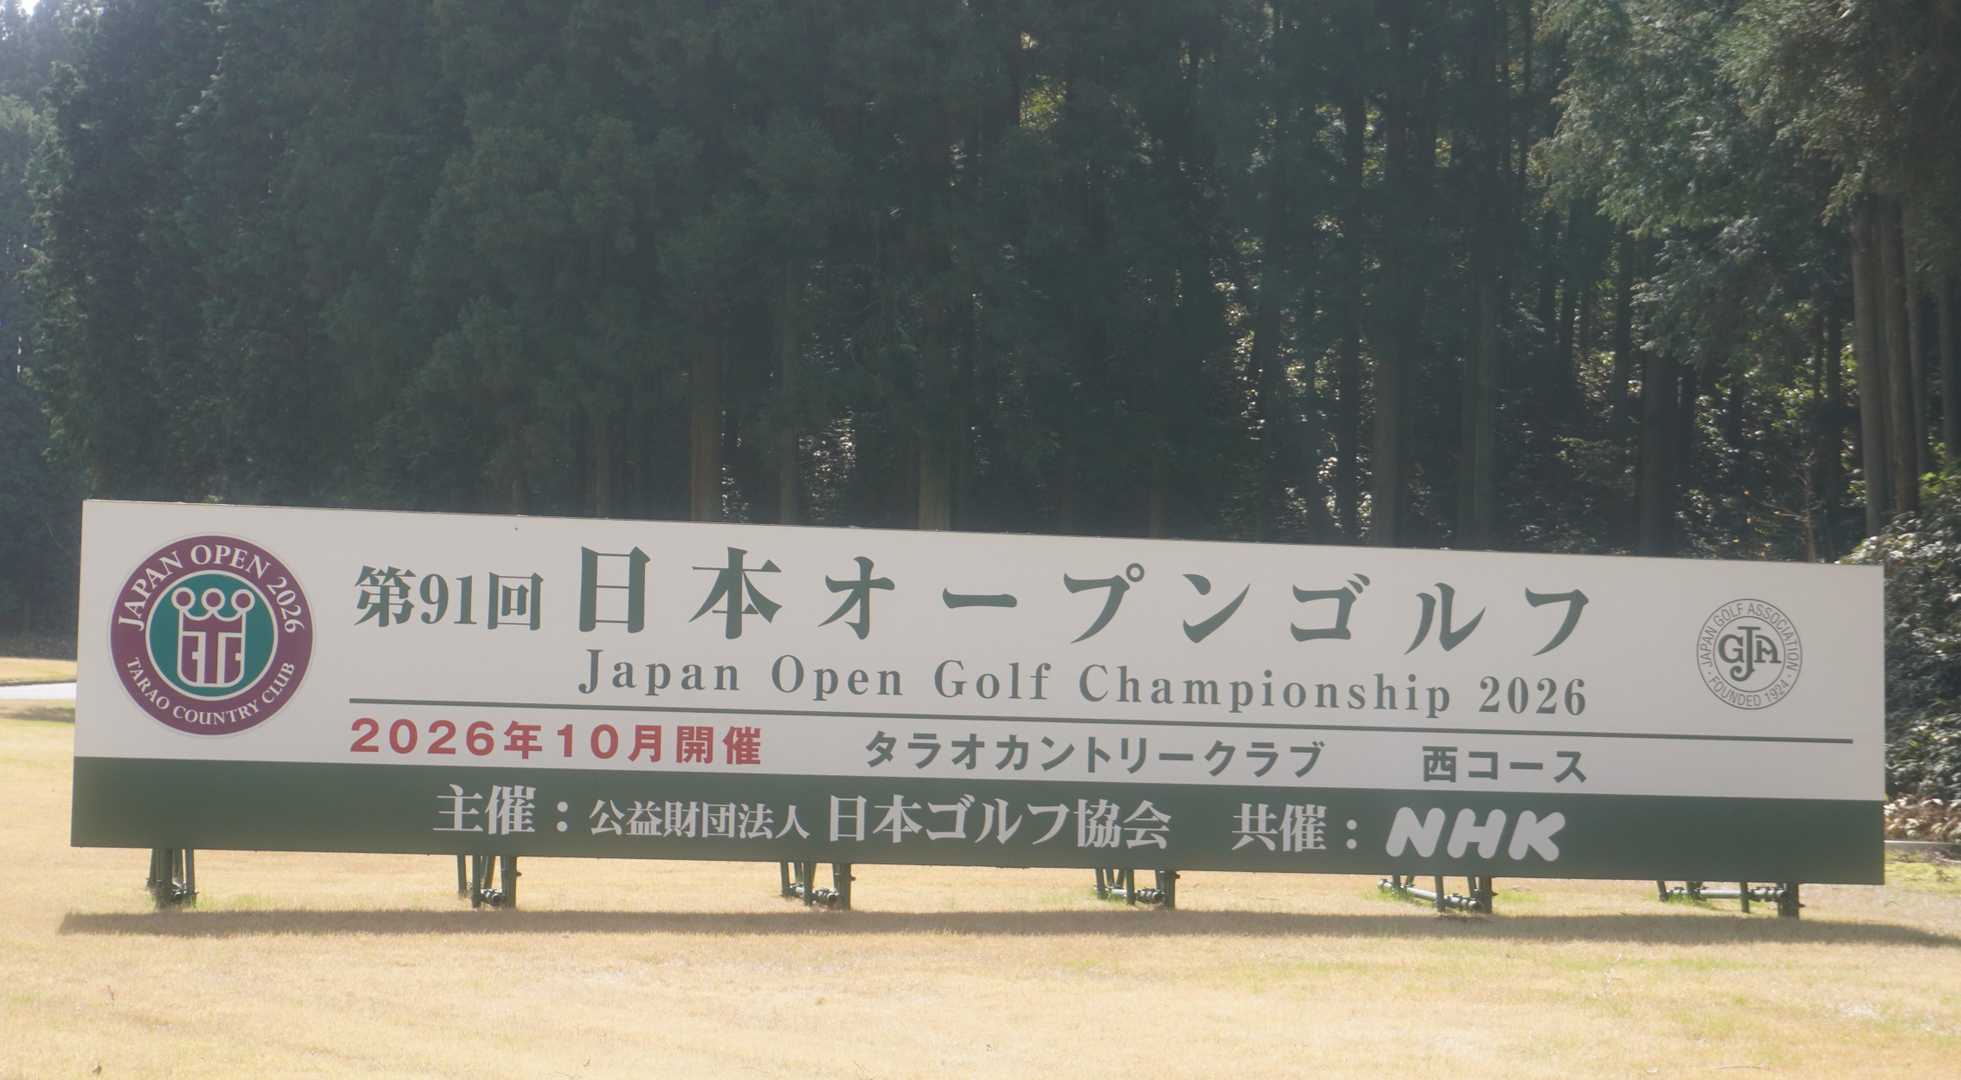 JAPAN OPEN 2026
TARAO COUNTRY CLUB
第91回 日本オープンゴルフ
Japan Open Golf Championship 2026
JAPAN GOLF ASSOCIATION
JGA
・FOUNDED 1924・
2026年10月開催 タラオカントリークラブ 西コース
主催：公益財団法人 日本ゴルフ協会 共催：NHK